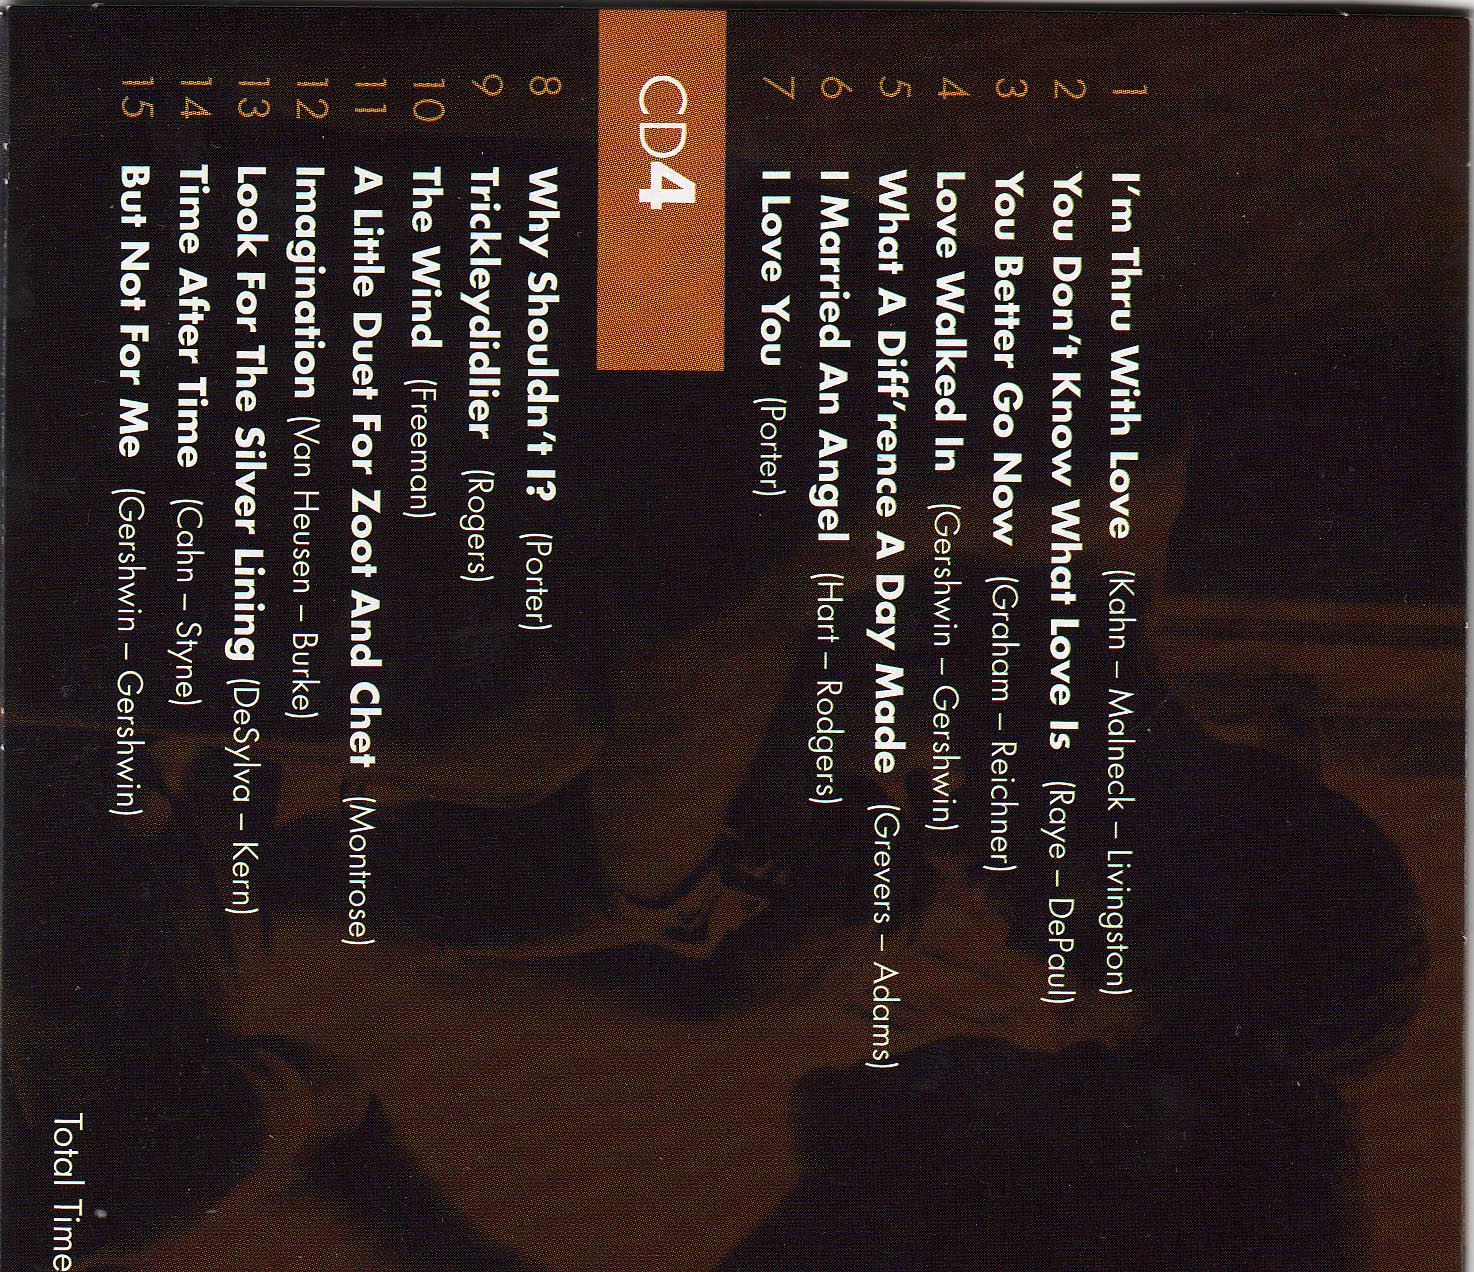 1 I'm Thru With Love (Kahn – Malneck – Livingston)
2 You Don't Know What Love Is (Raye – DePaul)
3 You Better Go Now (Graham – Reichner)
4 Love Walked In (Gershwin – Gershwin)
5 What A Diff'rence A Day Made (Grevers – Adams)
6 I Married An Angel (Hart – Rodgers)
7 I Love You (Porter)
CD4
8 Why Shouldn't I? (Porter)
9 Trickleydidlier (Rogers)
10 The Wind (Freeman)
11 A Little Duet For Zoot And Chet (Montrose)
12 Imagination (Van Heusen – Burke)
13 Look For The Silver Lining (DeSylva – Kern)
14 Time After Time (Cahn – Styne)
15 But Not For Me (Gershwin – Gershwin)
Total Time